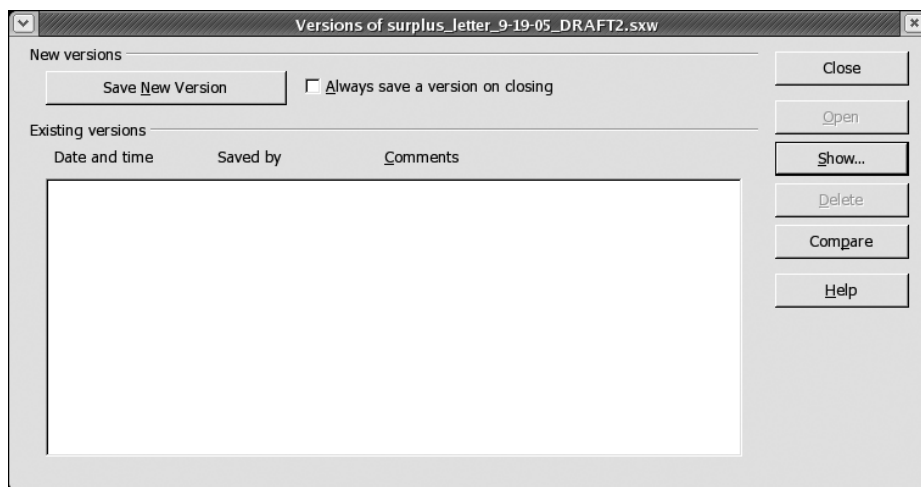 Versions of surplus_letter_9-19-05_DRAFT2.sxw
New versions
Save New Version
Always save a version on closing
Existing versions
Date and time Saved by Comments
Close
Open
Show...
Delete
Compare
Help